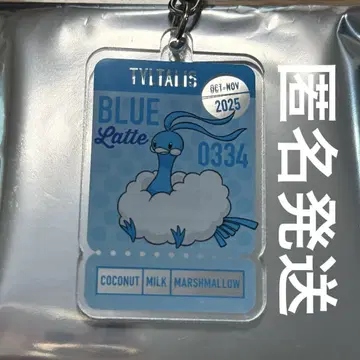 TYLTALIS
OCT-NOV
2025
BLUE
Latte
0334
COCONUT MILK MARSHMALLOW
匿名発送